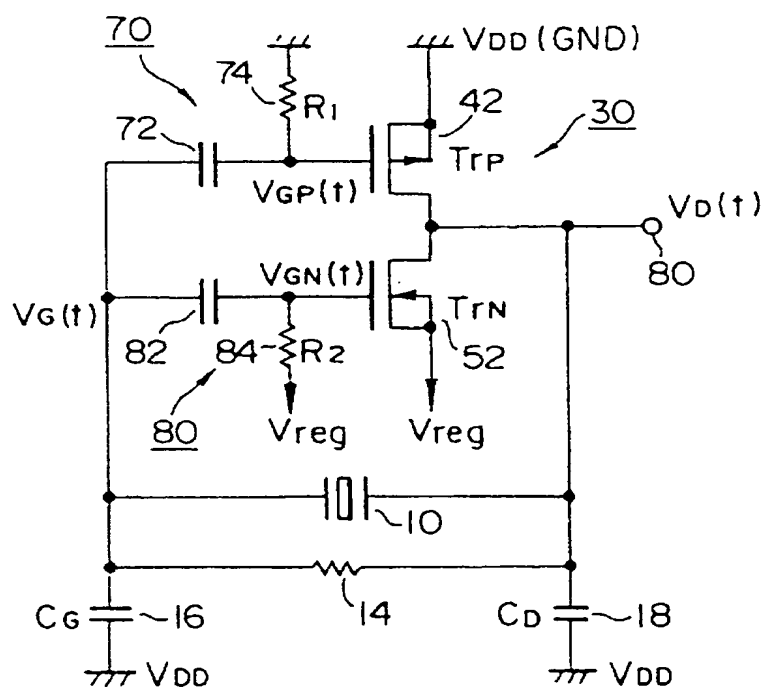 70
VDD (GND)
74
R1
42
30
72
TrP
VGP(t)
VD(t)
80
VGN(t)
VG(t)
TrN
82
84
R2
52
80
Vreg
Vreg
10
14
CG
16
CD
18
VDD
VDD